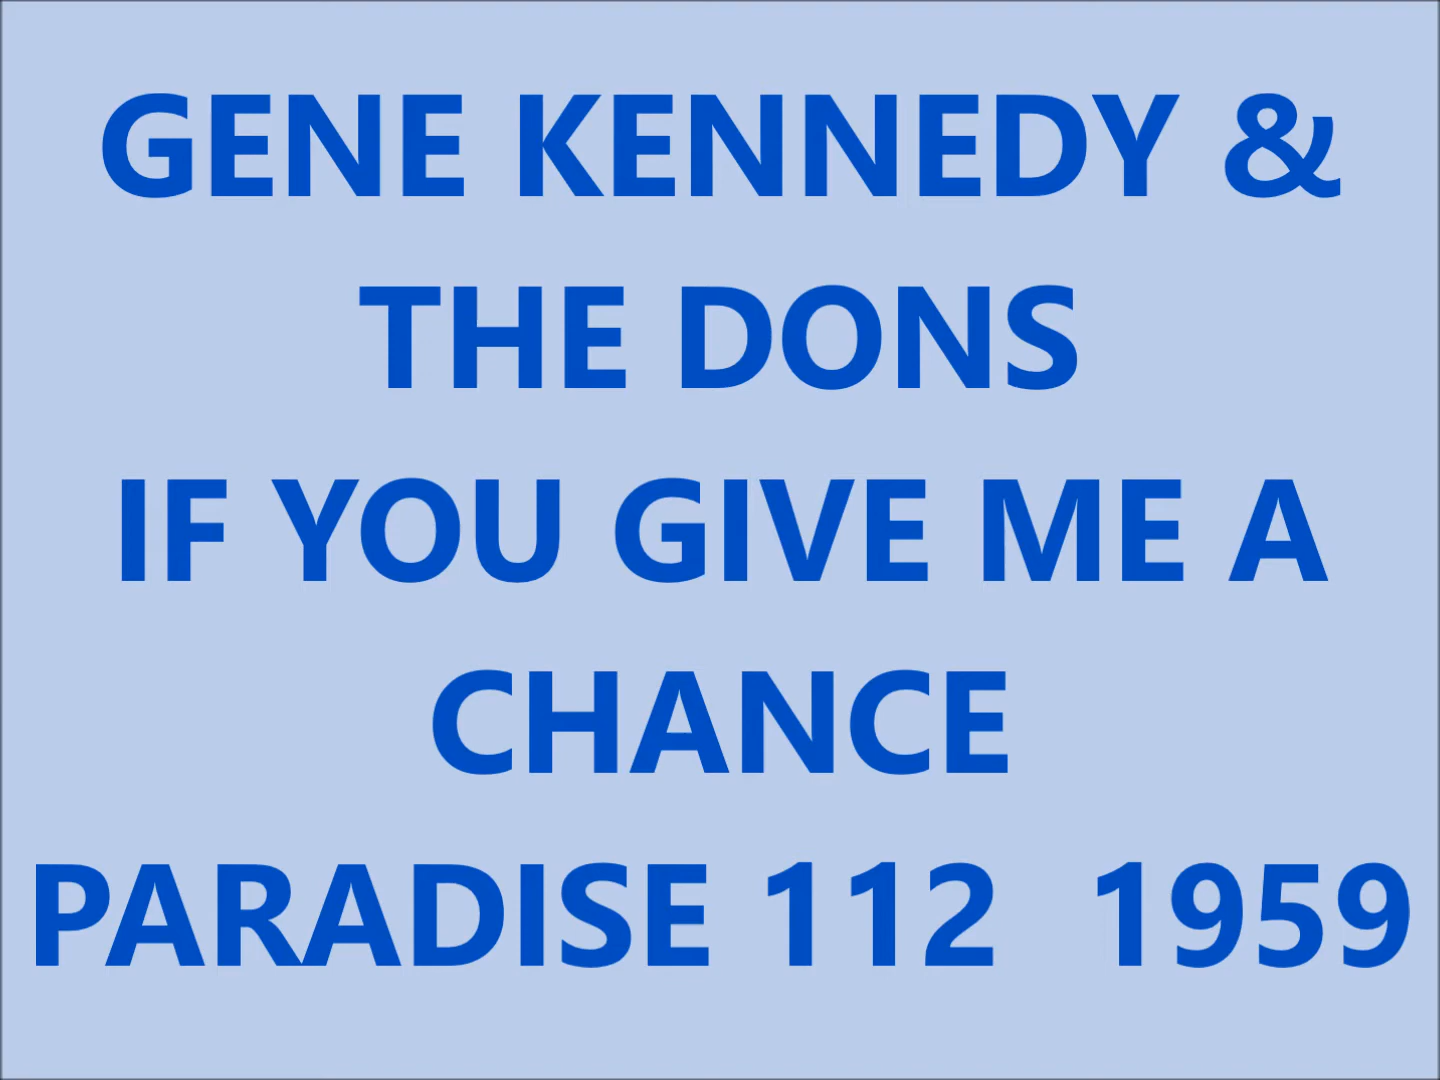 GENE KENNEDY &
THE DONS
IF YOU GIVE ME A
CHANCE
PARADISE 112  1959